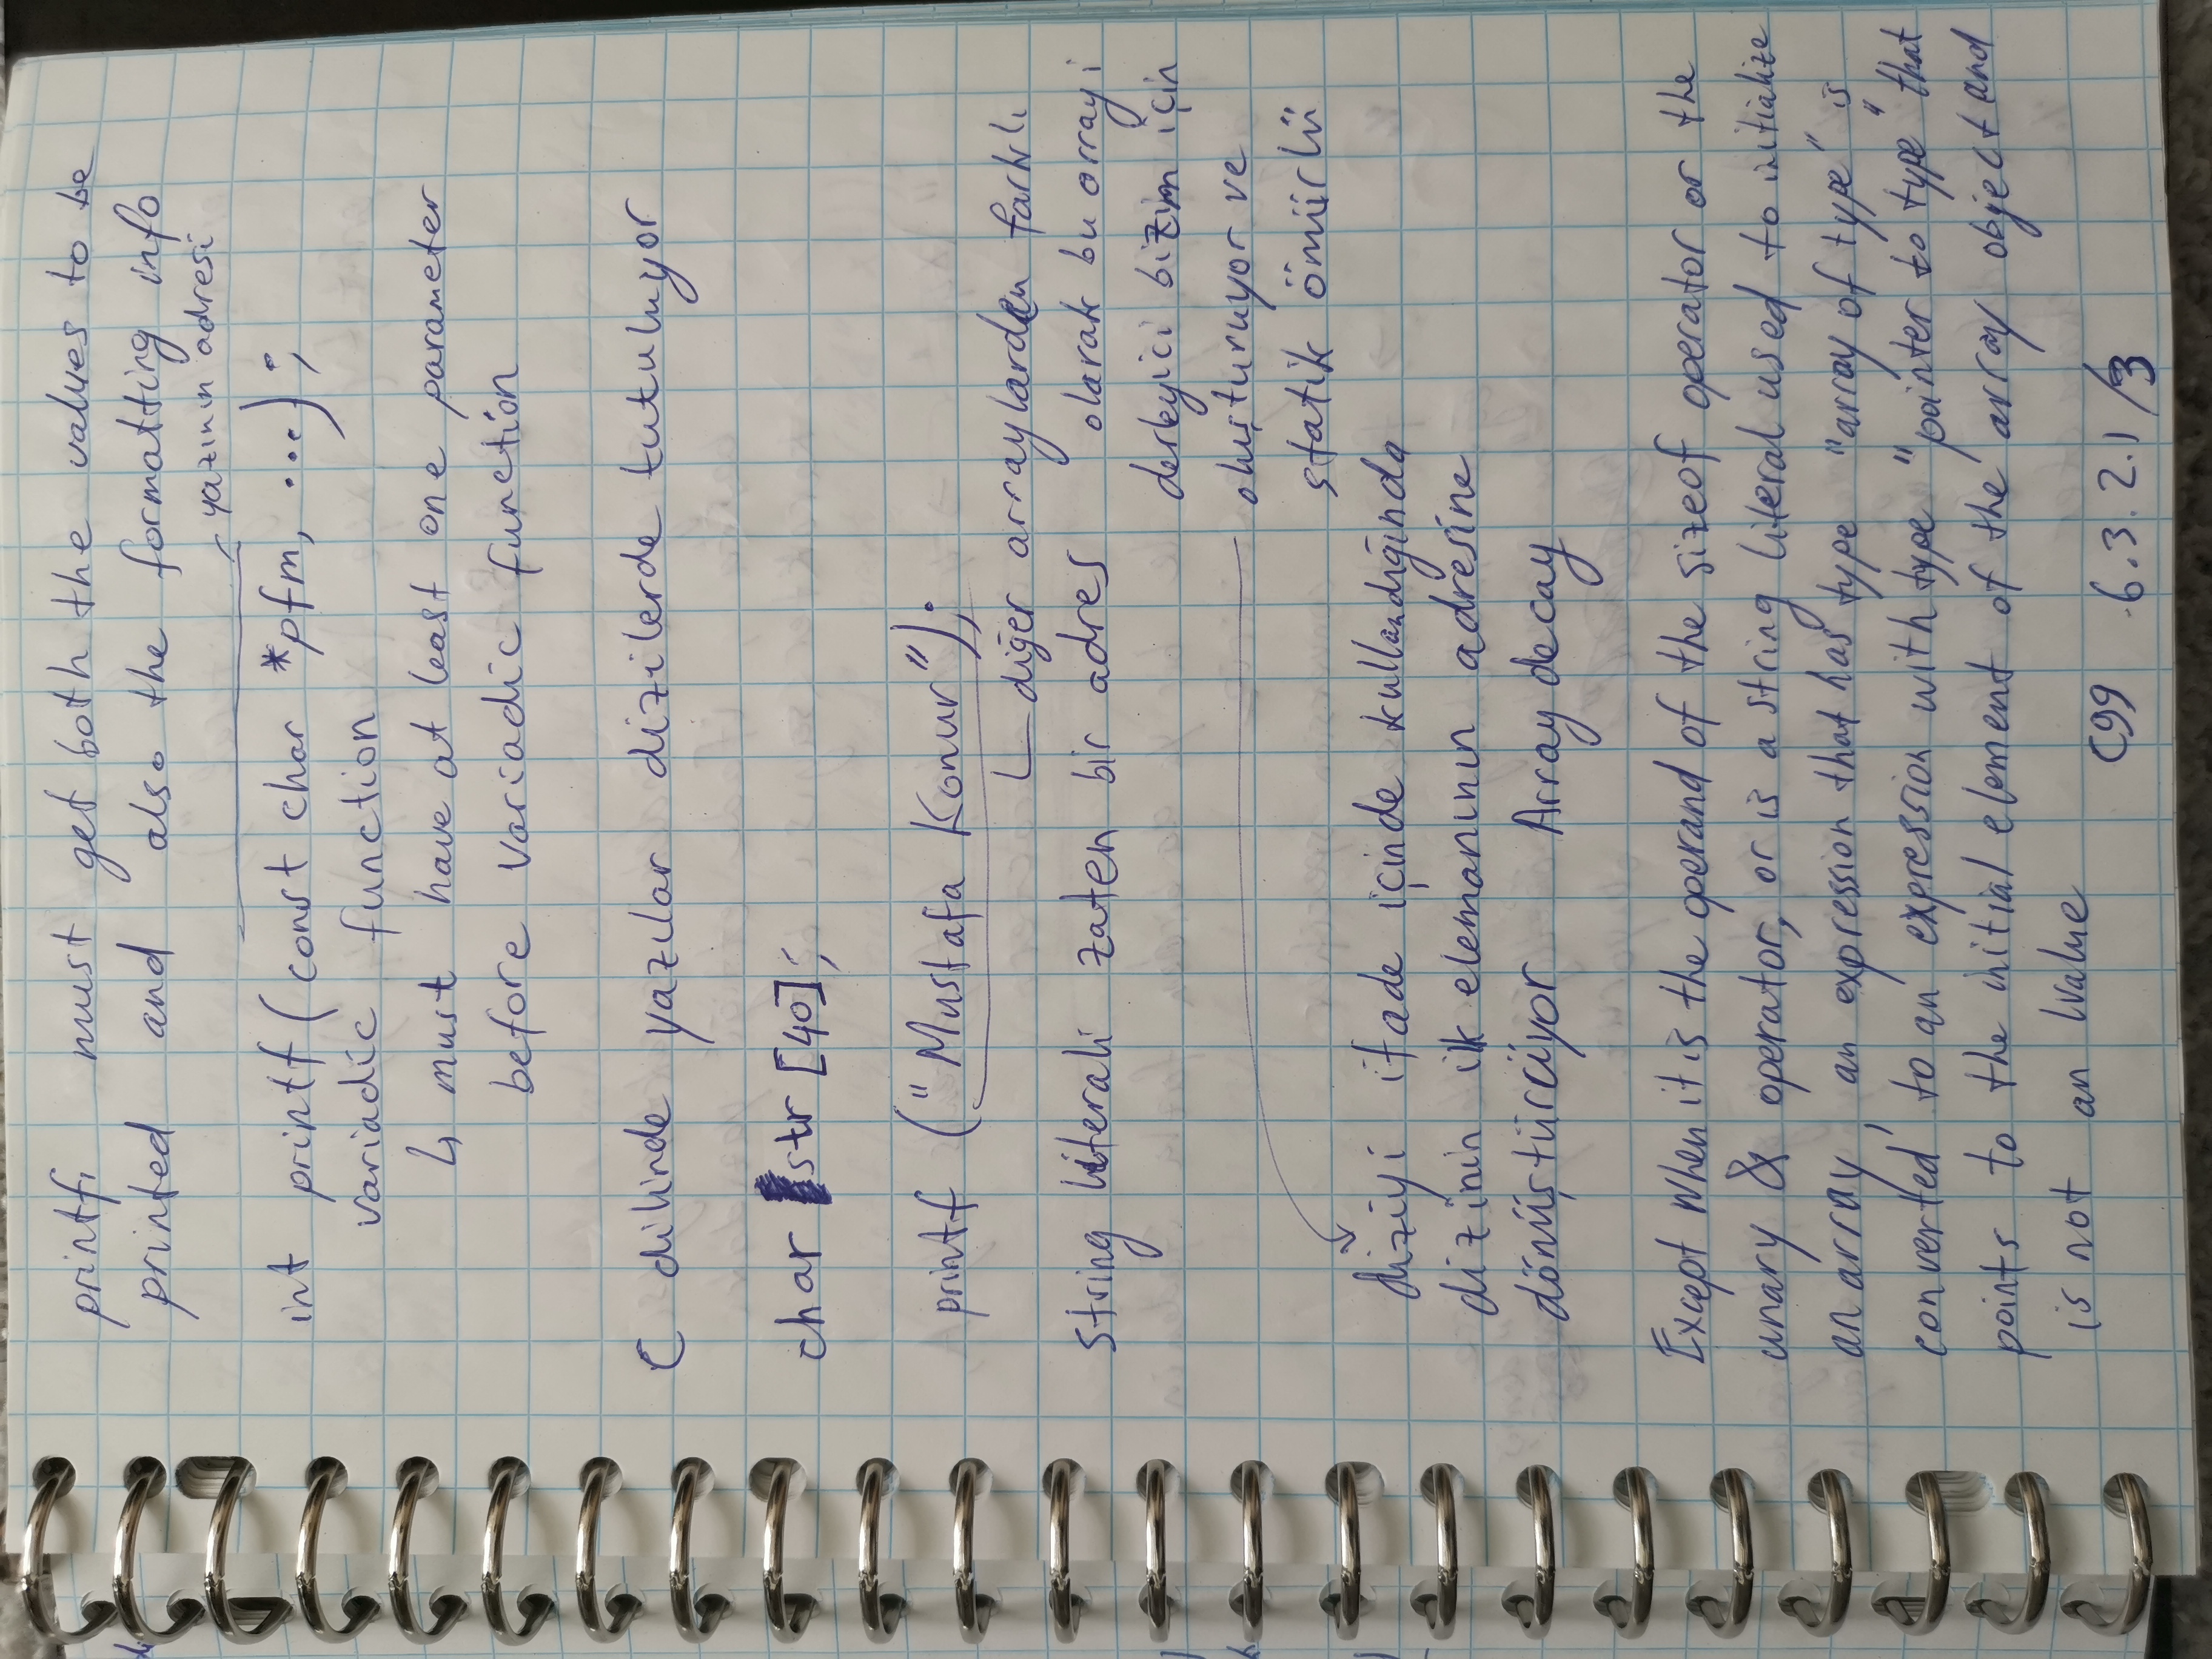 printf, must get both the values to be
printed and also the formatting info
yazının adresi
int printf (const char *pfm, ...);
variadic function
↳ must have at least one parameter
before variadic function
C dilinde yazılar dizilerde tutuluyor
char str [40];
printf ("Mustafa Konur");
diğer arraylarden farklı
string literali zaten bir adres olarak bu arrayi
derleyici bizim için
oluşturuyor ve
statik ömürlü
diziyi ifade içinde kullandığında
dizinin ilk elemanının adresine
dönüştürüyor Array decay
Except when it is the operand of the sizeof operator or the
unary & operator, or is a string literal used to initialize
an array, an expression that has type "array of type" is
converted to an expression with type "pointer to type" that
points to the initial element of the array object and
is not an lvalue
C99 6.3.2.1/3